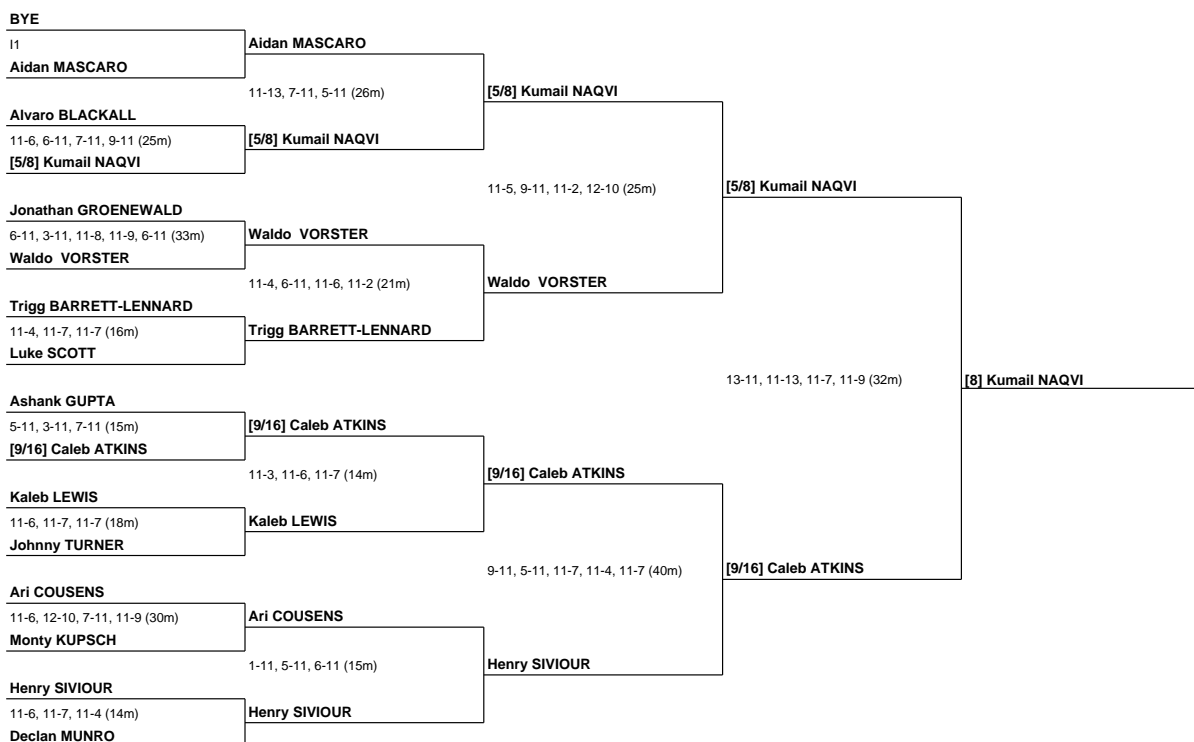 BYE
I1
Aidan MASCARO
Aidan MASCARO
11-13, 7-11, 5-11 (26m)
[5/8] Kumail NAQVI
Alvaro BLACKALL
11-6, 6-11, 7-11, 9-11 (25m)
[5/8] Kumail NAQVI
[5/8] Kumail NAQVI
11-5, 9-11, 11-2, 12-10 (25m)
[5/8] Kumail NAQVI
Jonathan GROENEWALD
6-11, 3-11, 11-8, 11-9, 6-11 (33m)
Waldo  VORSTER
Waldo  VORSTER
11-4, 6-11, 11-6, 11-2 (21m)
Waldo  VORSTER
Trigg BARRETT-LENNARD
11-4, 11-7, 11-7 (16m)
Luke SCOTT
Trigg BARRETT-LENNARD
13-11, 11-13, 11-7, 11-9 (32m)
[8] Kumail NAQVI
Ashank GUPTA
5-11, 3-11, 7-11 (15m)
[9/16] Caleb ATKINS
[9/16] Caleb ATKINS
11-3, 11-6, 11-7 (14m)
[9/16] Caleb ATKINS
Kaleb LEWIS
11-6, 11-7, 11-7 (18m)
Johnny TURNER
Kaleb LEWIS
9-11, 5-11, 11-7, 11-4, 11-7 (40m)
[9/16] Caleb ATKINS
Ari COUSENS
11-6, 12-10, 7-11, 11-9 (30m)
Monty KUPSCH
Ari COUSENS
1-11, 5-11, 6-11 (15m)
Henry SIVIOUR
Henry SIVIOUR
11-6, 11-7, 11-4 (14m)
Declan MUNRO
Henry SIVIOUR